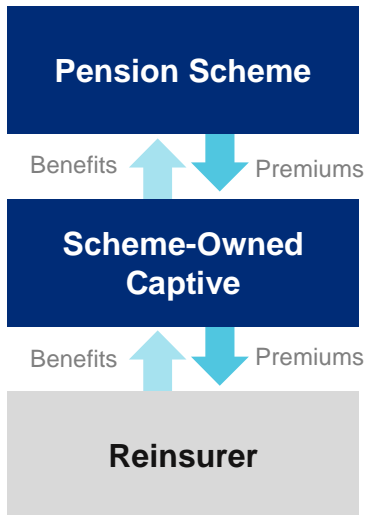 Pension Scheme
Benefits
Premiums
Scheme-Owned
Captive
Benefits
Premiums
Reinsurer